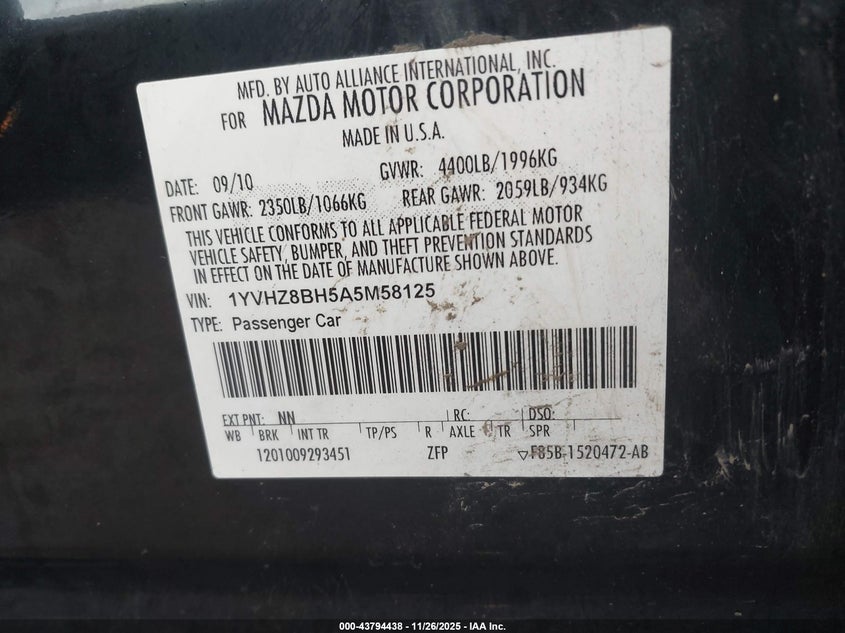 MFD. BY AUTO ALLIANCE INTERNATIONAL, INC.
FOR MAZDA MOTOR CORPORATION
MADE IN U.S.A.
DATE: 09/10 GVWR: 4400LB/1996KG
FRONT GAWR: 2350LB/1066KG REAR GAWR: 2059LB/934KG
THIS VEHICLE CONFORMS TO ALL APPLICABLE FEDERAL MOTOR
VEHICLE SAFETY, BUMPER, AND THEFT PREVENTION STANDARDS
IN EFFECT ON THE DATE OF MANUFACTURE SHOWN ABOVE.
VIN: 1YVHZ8BH5A5M58125
TYPE: Passenger Car
EXT PNT: NN RC: DSO:
WB BRK INT TR TP/PS R AXLE TR SPR
1201009293451 ZFP ▽F85B-1520472-AB
000-43794438 - 11/26/2025 - IAA Inc.